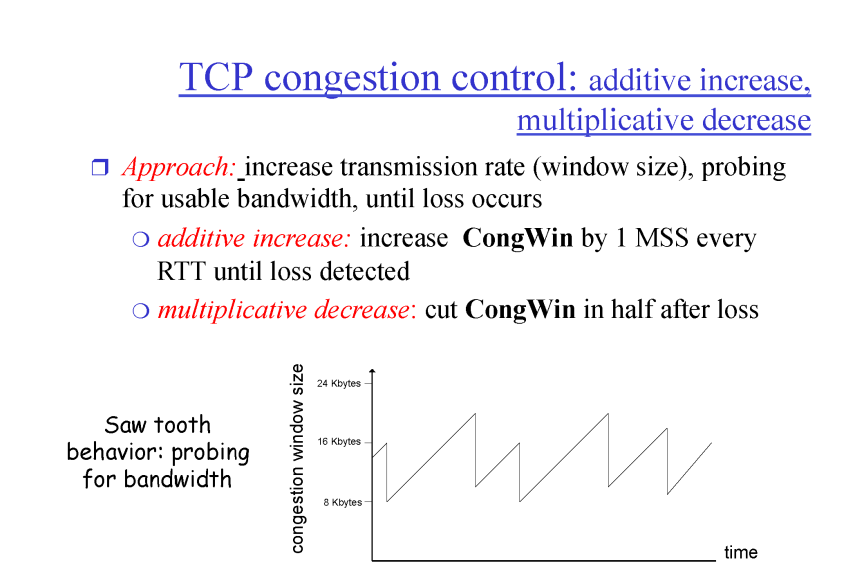 TCP congestion control: additive increase,
multiplicative decrease
Approach: increase transmission rate (window size), probing
for usable bandwidth, until loss occurs
additive increase: increase CongWin by 1 MSS every
RTT until loss detected
multiplicative decrease: cut CongWin in half after loss
Saw tooth
behavior: probing
for bandwidth
congestion window size
24 Kbytes
16 Kbytes
8 Kbytes
time